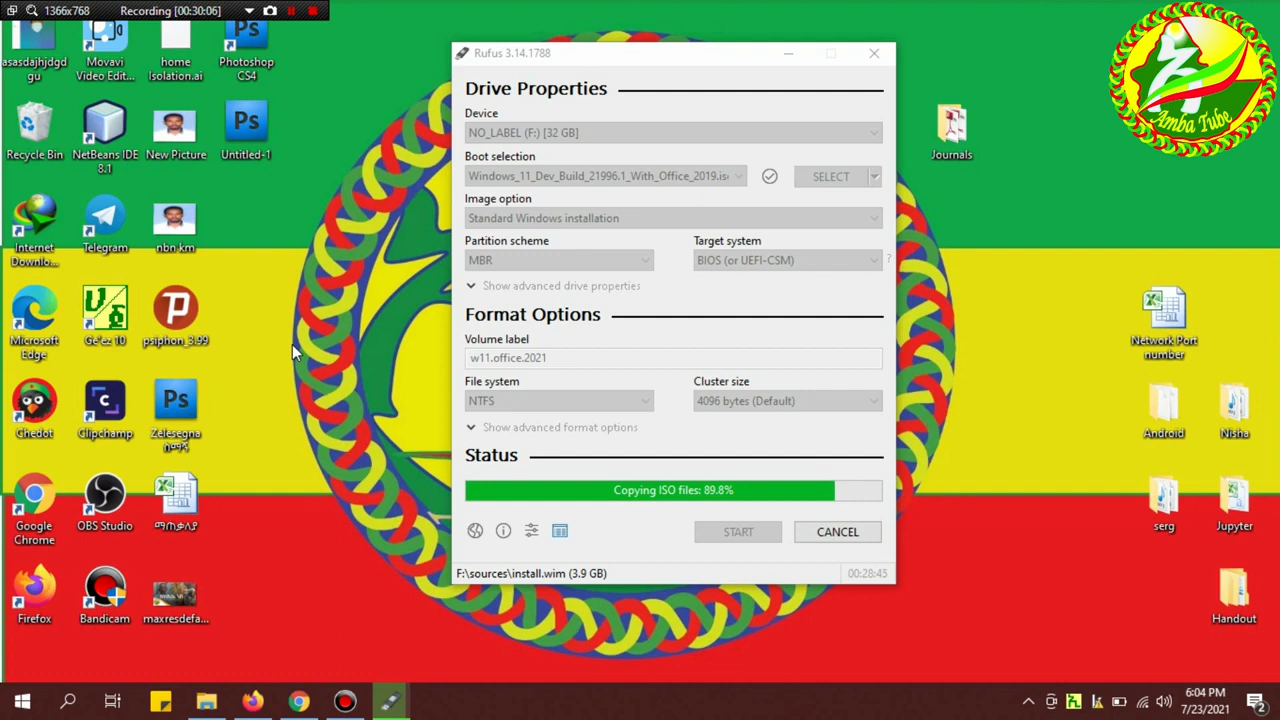 1366x768 Recording [00:30:06]
asasdajhjdgd
gu
Movavi
Video Edit...
home
Isolation.ai
Photoshop
CS4
Recycle Bin
NetBeans IDE
8.1
New Picture
Untitled-1
Internet
Downlo...
Telegram
nbn km
Microsoft
Edge
Ge'ez 10
psiphon_3.99
Chedot
Clipchamp
Zelesegna
Google
Chrome
OBS Studio
ማጠቃለያ
Firefox
Bandicam
maxresdefa...
Rufus 3.14.1788
Drive Properties
Device
NO_LABEL (F:) [32 GB]
Boot selection
Windows_11_Dev_Build_21996.1_With_Office_2019.iso
SELECT
Image option
Standard Windows installation
Partition scheme
Target system
MBR
BIOS (or UEFI-CSM)
?
Show advanced drive properties
Format Options
Volume label
w11.office.2021
File system
Cluster size
NTFS
4096 bytes (Default)
Show advanced format options
Status
Copying ISO files: 89.8%
START
CANCEL
F:\sources\install.wim (3.9 GB)
00:28:45
Amba Tube
Journals
Network Port
number
Android
Nisha
serg
Jupyter
Handout
6:04 PM
7/23/2021
2